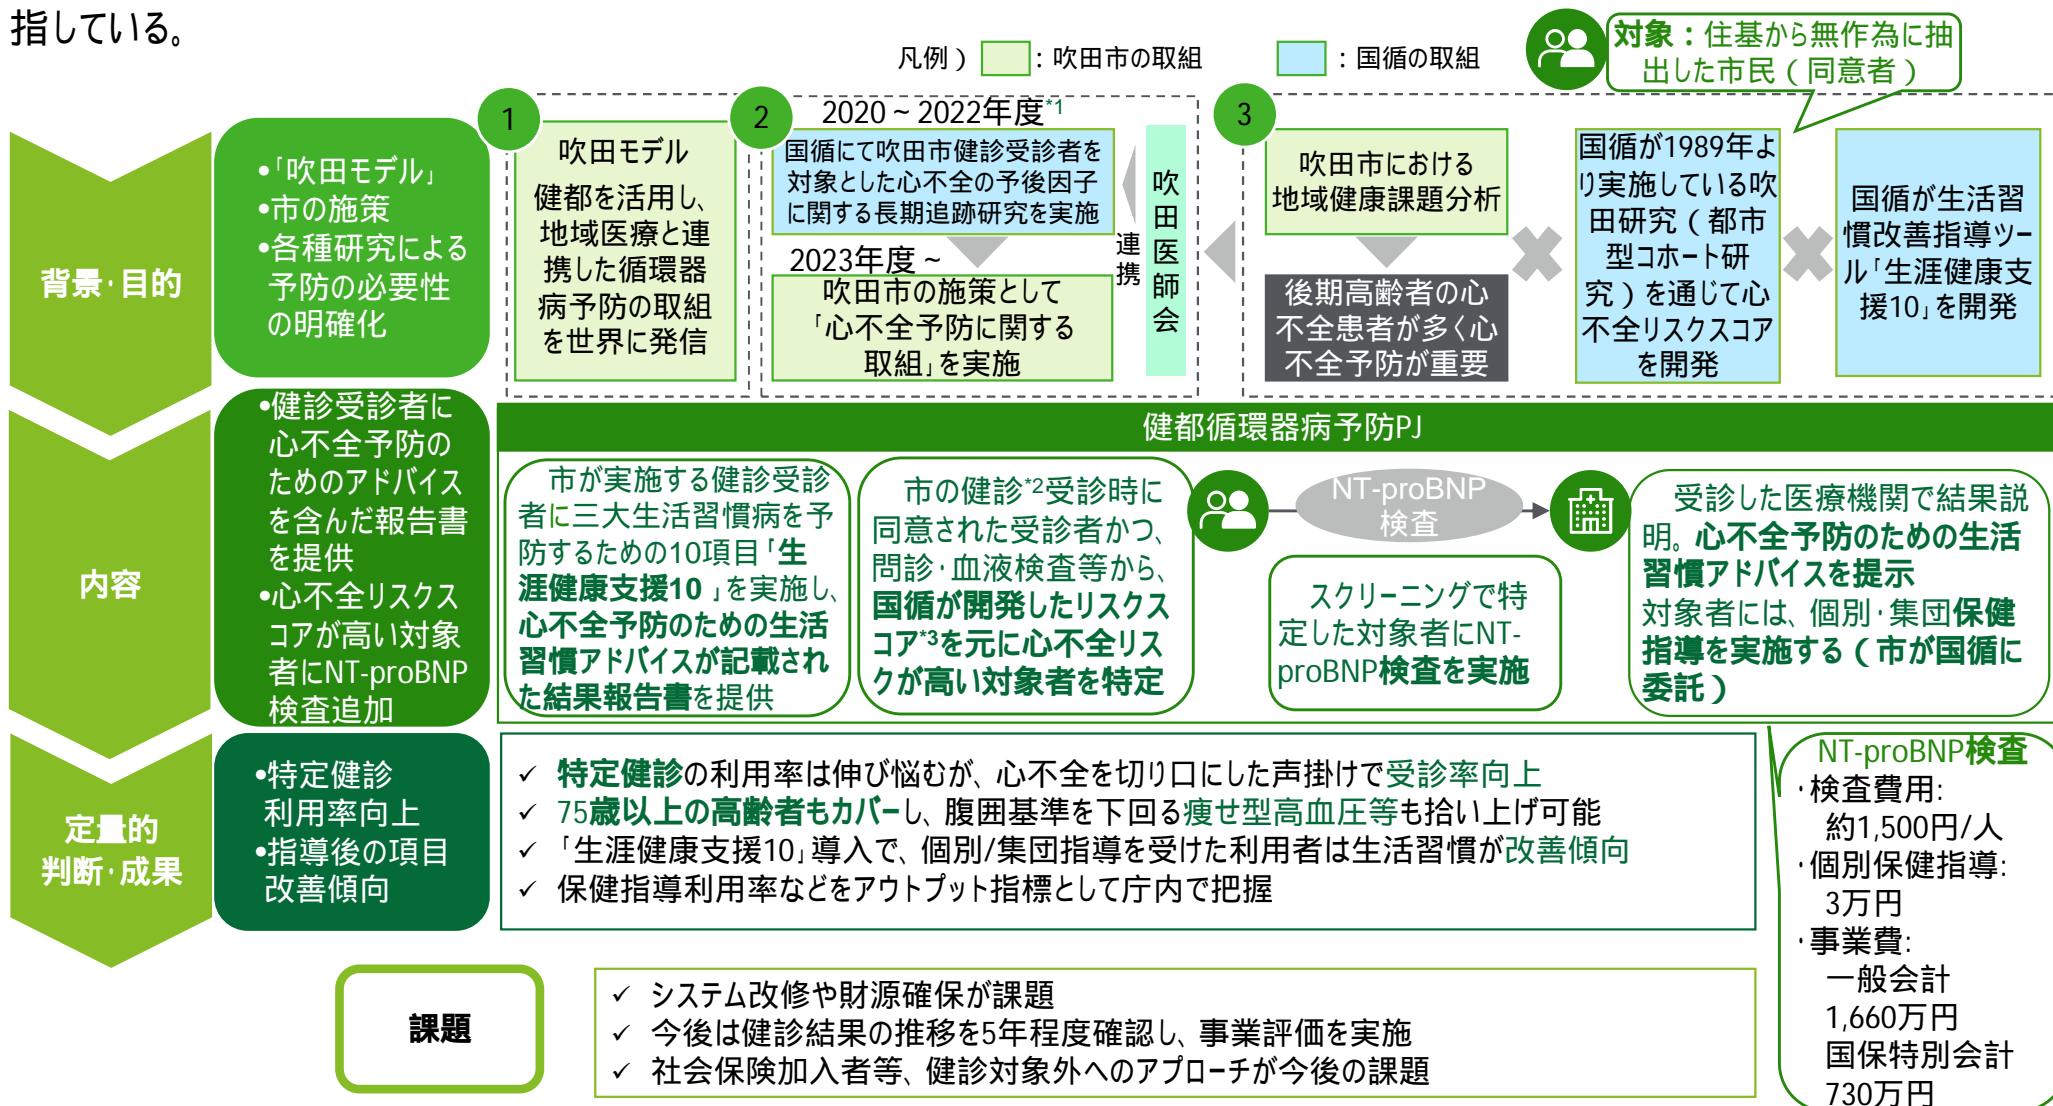 指している。
凡例）　：吹田市の取組　：国循の取組
対象：住基から無作為に抽
出した市民（同意者）
背景・目的
•「吹田モデル」
•市の施策
•各種研究による
予防の必要性
の明確化
1
吹田モデル
健都を活用し、
地域医療と連
携した循環器
病予防の取組
を世界に発信
2
2020～2022年度*1
国循にて吹田市健診受診者を
対象とした心不全の予後因子
に関する長期追跡研究を実施
2023年度～
吹田市の施策として
「心不全予防に関する
取組」を実施
連携
吹田医師会
3
吹田市における
地域健康課題分析
後期高齢者の心
不全患者が多く心
不全予防が重要
国循が1989年よ
り実施している吹
田研究（都市
型コホート研
究）を通じて心
不全リスクスコア
を開発
国循が生活習
慣改善指導ツー
ル「生涯健康支
援10」を開発
内容
•健診受診者に
心不全予防の
ためのアドバイス
を含んだ報告書
を提供
•心不全リスクス
コアが高い対象
者にNT-proBNP
検査追加
健都循環器病予防PJ
市が実施する健診受診
者に三大生活習慣病を予
防するための10項目「生
涯健康支援10 」を実施し、
心不全予防のための生活
習慣アドバイスが記載され
た結果報告書を提供
市の健診*2受診時に
同意された受診者かつ、
問診・血液検査等から、
国循が開発したリスクス
コア*3を元に心不全リス
クが高い対象者を特定
NT-proBNP
検査
スクリーニングで特
定した対象者にNT-
proBNP検査を実施
受診した医療機関で結果説
明。心不全予防のための生活
習慣アドバイスを提示
対象者には、個別・集団保健
指導を実施する（市が国循に
委託）
定量的
判断・成果
•特定健診
利用率向上
•指導後の項目
改善傾向
✓ 特定健診の利用率は伸び悩むが、心不全を切り口にした声掛けで受診率向上
✓ 75歳以上の高齢者もカバーし、腹囲基準を下回る痩せ型高血圧等も拾い上げ可能
✓ 「生涯健康支援10」導入で、個別/集団指導を受けた利用者は生活習慣が改善傾向
✓ 保健指導利用率などをアウトプット指標として庁内で把握
NT-proBNP検査
・検査費用:
約1,500円/人
・個別保健指導:
3万円
・事業費:
一般会計
1,660万円
国保特別会計
730万円
課題
✓ システム改修や財源確保が課題
✓ 今後は健診結果の推移を5年程度確認し、事業評価を実施
✓ 社会保険加入者等、健診対象外へのアプローチが今後の課題